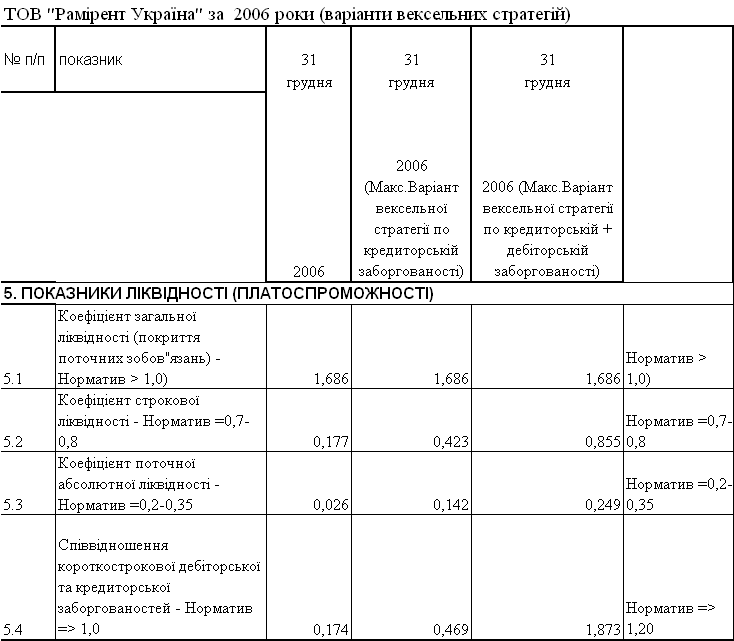 ТОВ "Рамірент Україна" за 2006 роки (варіанти вексельних стратегій)
№ п/п показник 31 31 31
грудня грудня грудня
2006
(Макс.Варіант 2006 (Макс.Варіант
вексельної вексельної стратегії
стратегії по по кредиторській +
кредиторській дебіторській
2006 заборгованості) заборгованості)
5. ПОКАЗНИКИ ЛІКВІДНОСТІ (ПЛАТОСПРОМОЖНОСТІ)
Коефіцієнт загальної
ліквідності (покриття
поточних зобов"язань) - Норматив >
5.1 Норматив > 1,0) 1,686 1,686 1,686 1,0)
Коефіцієнт строкової
ліквідності - Норматив =0,7- Норматив =0,7-
5.2 0,8 0,177 0,423 0,855 0,8
Коефіцієнт поточної
абсолютної ліквідності - Норматив =0,2-
5.3 Норматив =0,2-0,35 0,026 0,142 0,249 0,35
Співвідношення
короткострокової дебіторської
та кредиторської
заборгованостей - Норматив Норматив =>
5.4 => 1,0 0,174 0,469 1,873 1,20